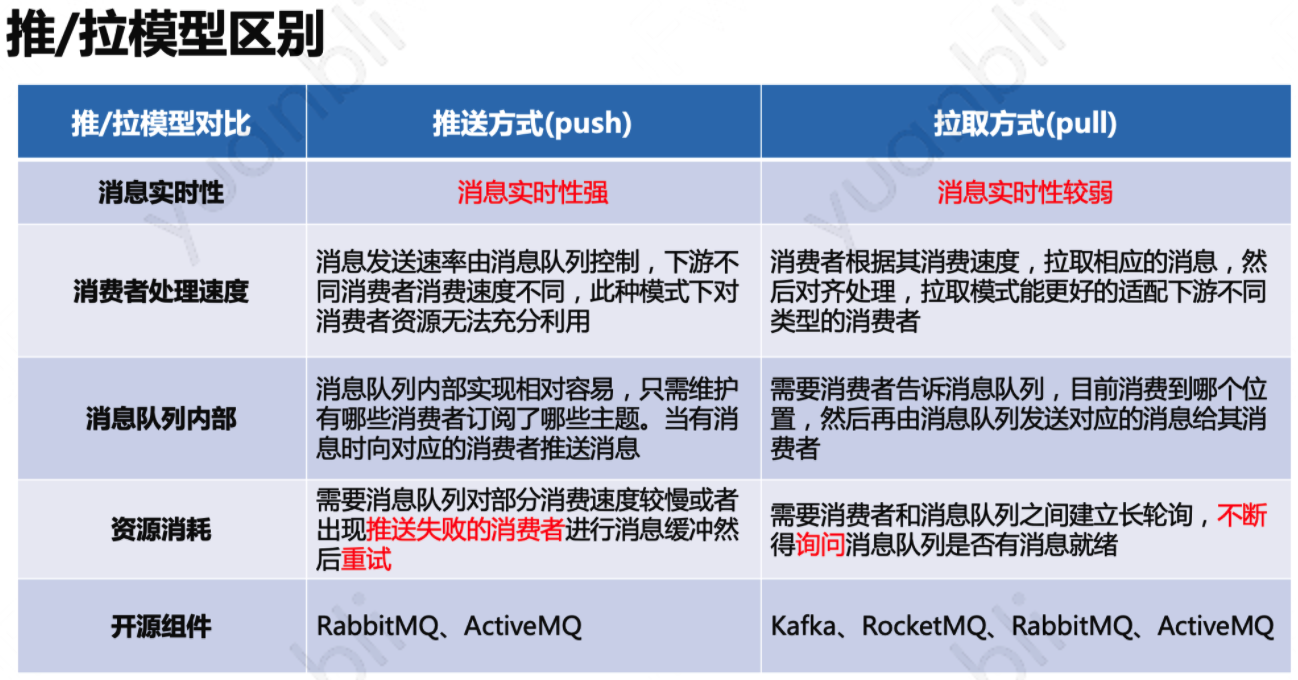 推/拉模型区别
推/拉模型对比
推送方式(push)
拉取方式(pull)
消息实时性
消息实时性强
消息实时性较弱
消费者处理速度
消息发送速率由消息队列控制，下游不
同消费者消费速度不同，此种模式下对
消费者资源无法充分利用
消费者根据其消费速度，拉取相应的消息，然
后对齐处理，拉取模式能更好的适配下游不同
类型的消费者
消息队列内部
消息队列内部实现相对容易，只需维护
有哪些消费者订阅了哪些主题。当有消
息时向对应的消费者推送消息
需要消费者告诉消息队列，目前消费到哪个位
置，然后再由消息队列发送对应的消息给其消
费者
资源消耗
需要消息队列对部分消费速度较慢或者
出现推送失败的消费者进行消息缓冲然
后重试
需要消费者和消息队列之间建立长轮询，不断
得询问消息队列是否有消息就绪
开源组件
RabbitMQ、ActiveMQ
Kafka、RocketMQ、RabbitMQ、ActiveMQ
yuanbli
yuanbli
yuanbli
yuanbli